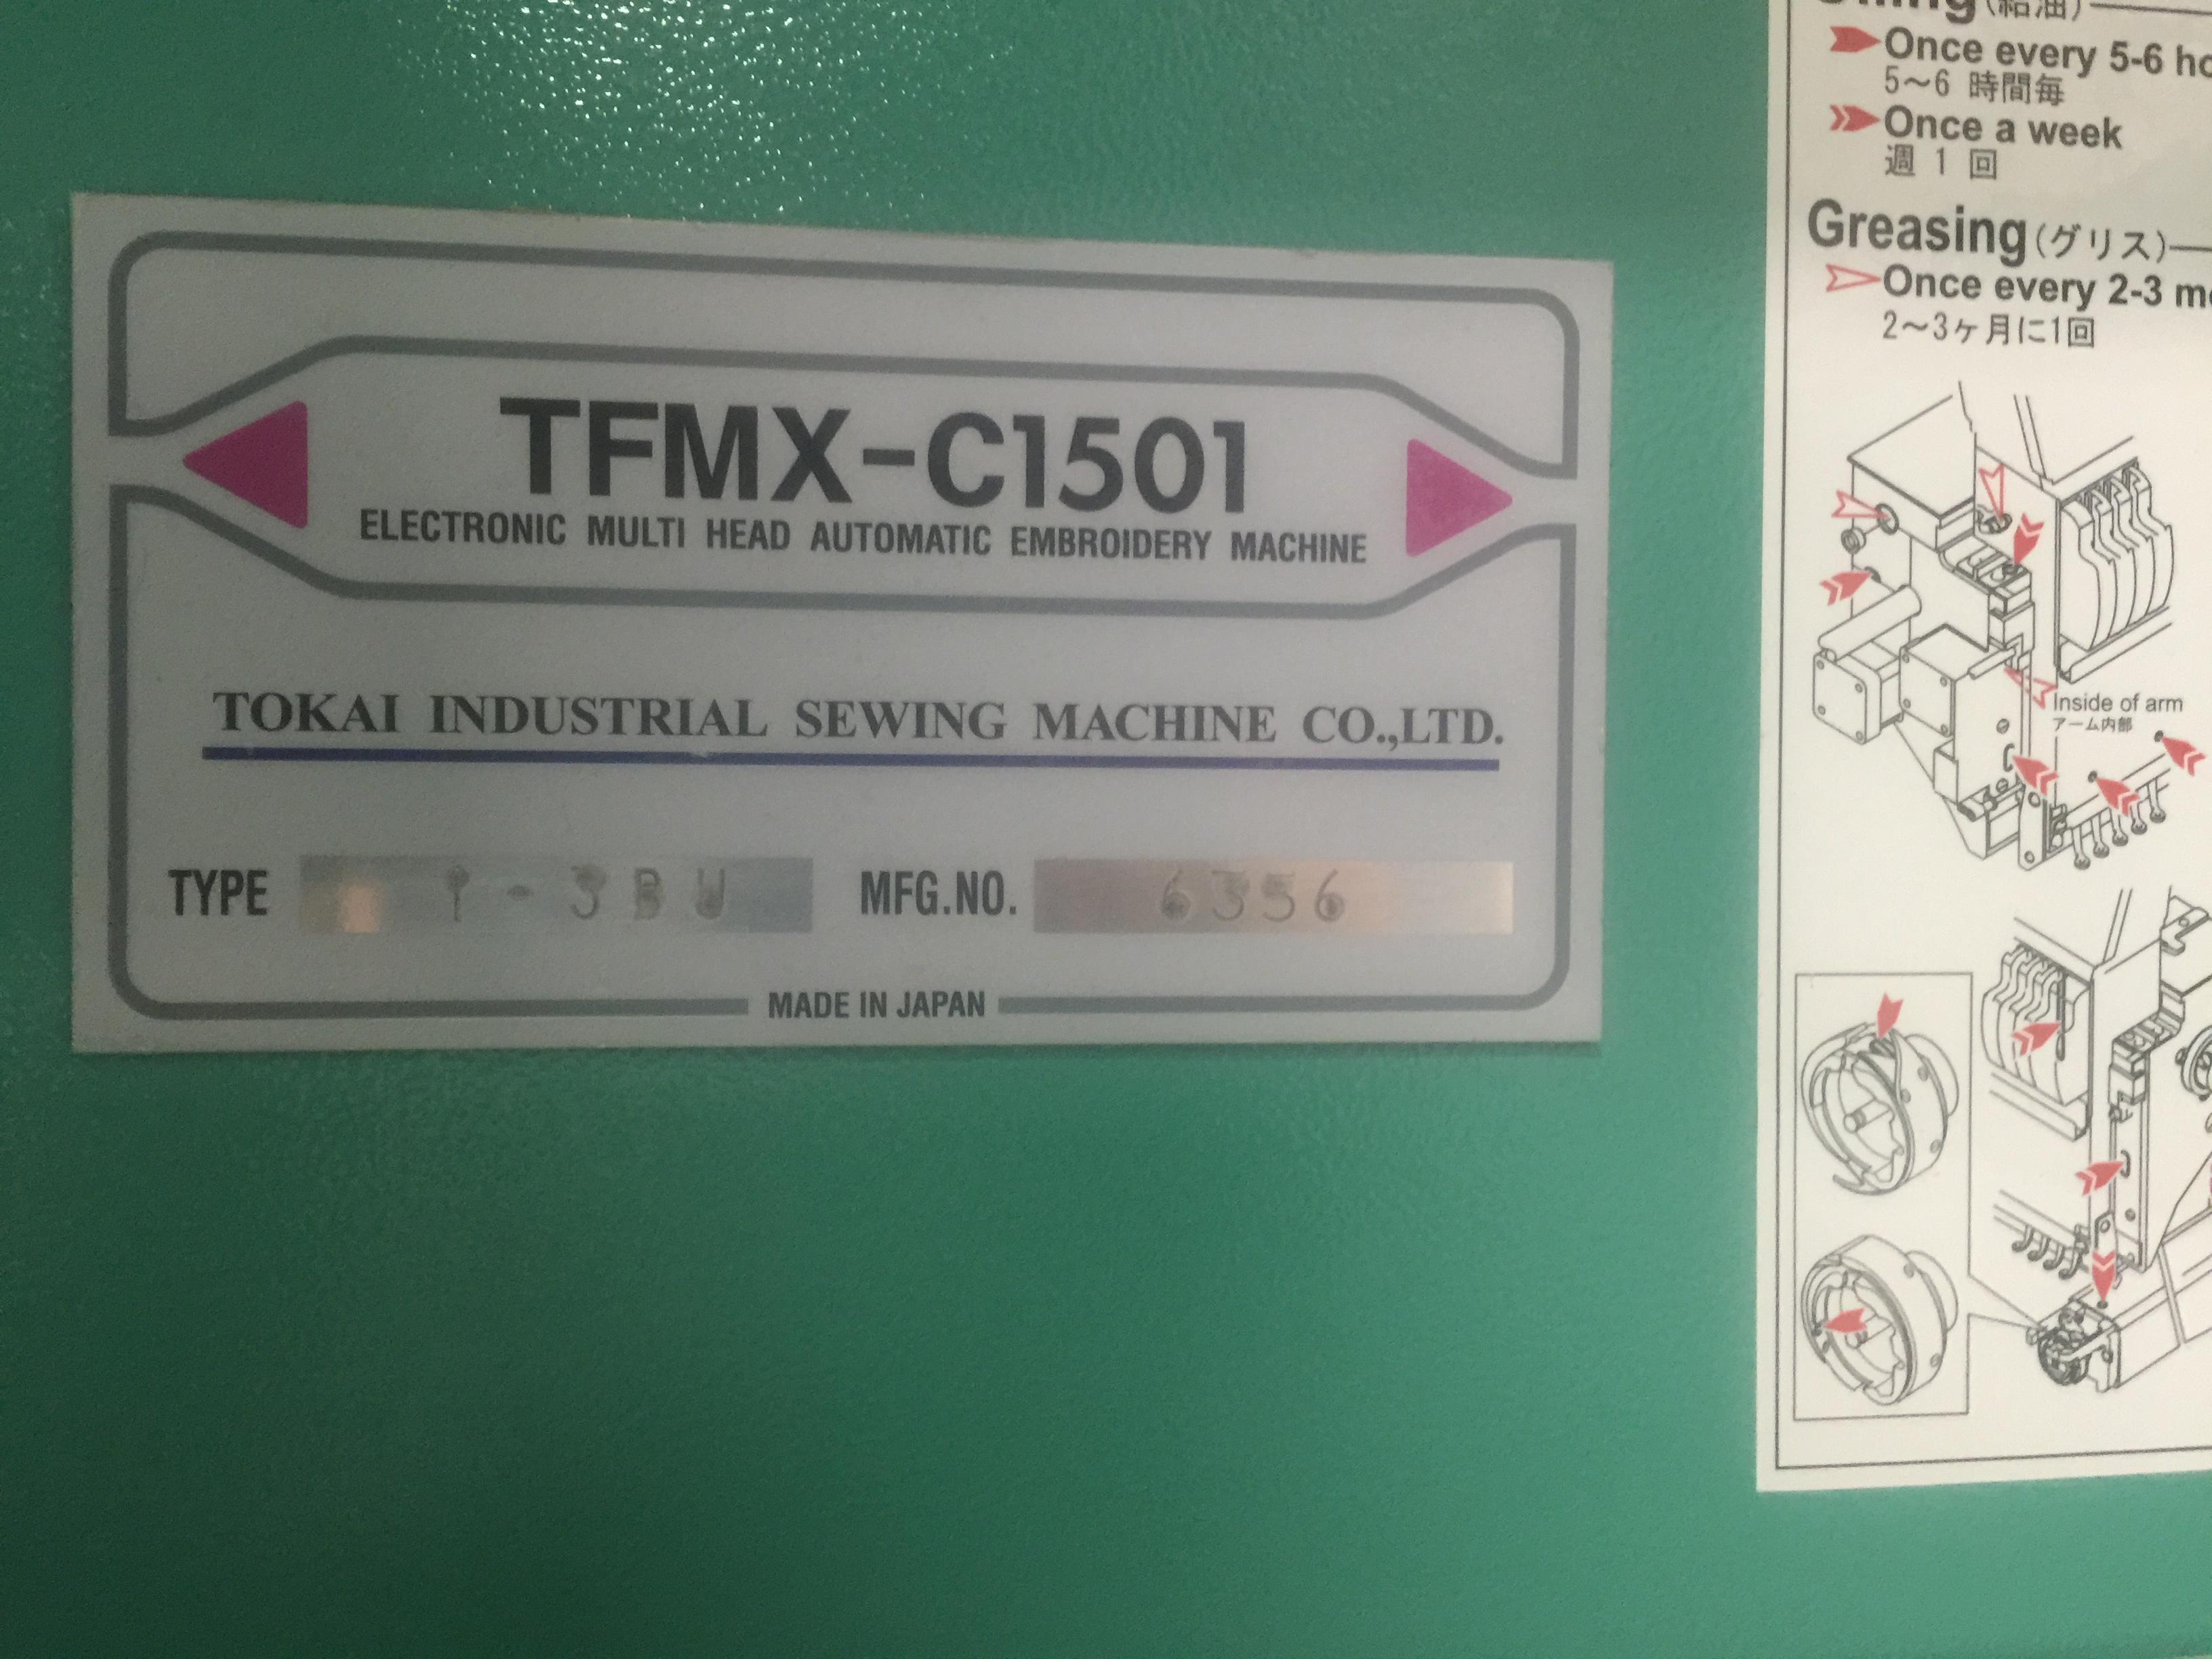 TFMX-C1501
ELECTRONIC MULTI HEAD AUTOMATIC EMBROIDERY MACHINE
TOKAI INDUSTRIAL SEWING MACHINE CO.,LTD.
TYPE
MFG.NO. 6356
MADE IN JAPAN
(給油)
Once every 5-6
5～6 時間毎
Once a week
週 1 回
Greasing(グリス)
Once every 2-3
2～3ヶ月に1回
Inside of arm
アーム内部